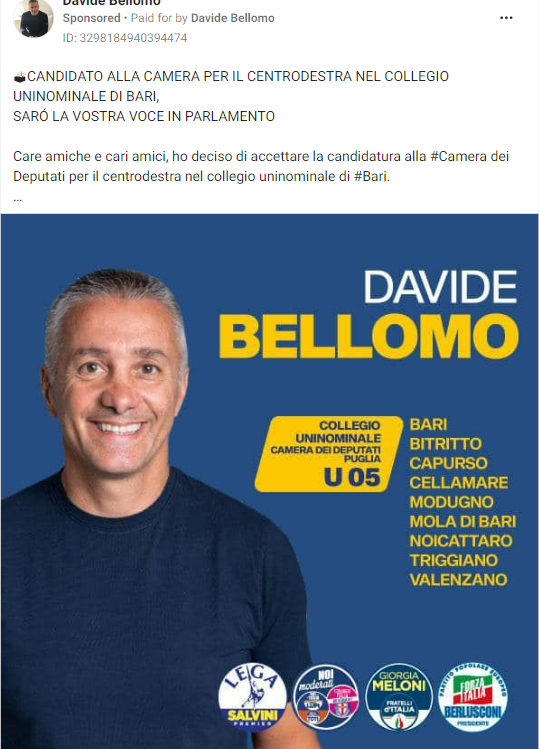 Davide Bellomo
Sponsored • Paid for by Davide Bellomo
ID: 3298184940394474
CANDIDATO ALLA CAMERA PER IL CENTRODESTRA NEL COLLEGIO
UNINOMINALE DI BARI,
SARÓ LA VOSTRA VOCE IN PARLAMENTO
Care amiche e cari amici, ho deciso di accettare la candidatura alla #Camera dei
Deputati per il centrodestra nel collegio uninominale di #Bari.
...
DAVIDE
BELLOMO
COLLEGIO
UNINOMINALE
CAMERA DEI DEPUTATI
PUGLIA
U 05
BARI
BITRITTO
CAPURSO
CELLAMARE
MODUGNO
MOLA DI BARI
NOICATTARO
TRIGGIANO
VALENZANO
LEGA
SALVINI
PREMIER
NOI
moderati
TOTI
GIORGIA
MELONI
FRATELLI
d'ITALIA
PARTITO POPOLARE EUROPEO
FORZA
ITALIA
BERLUSCONI
PRESIDENTE